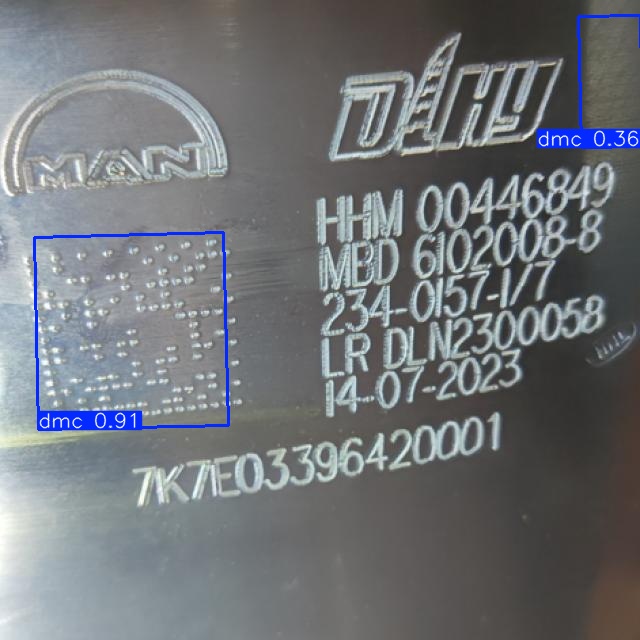 MAN
HHM 00446849
MBD 6102008-8
234-0157-1/7
LR DLN2300058
14-07-2023
7K7E03396420001
dmc 0.91
dmc 0.36